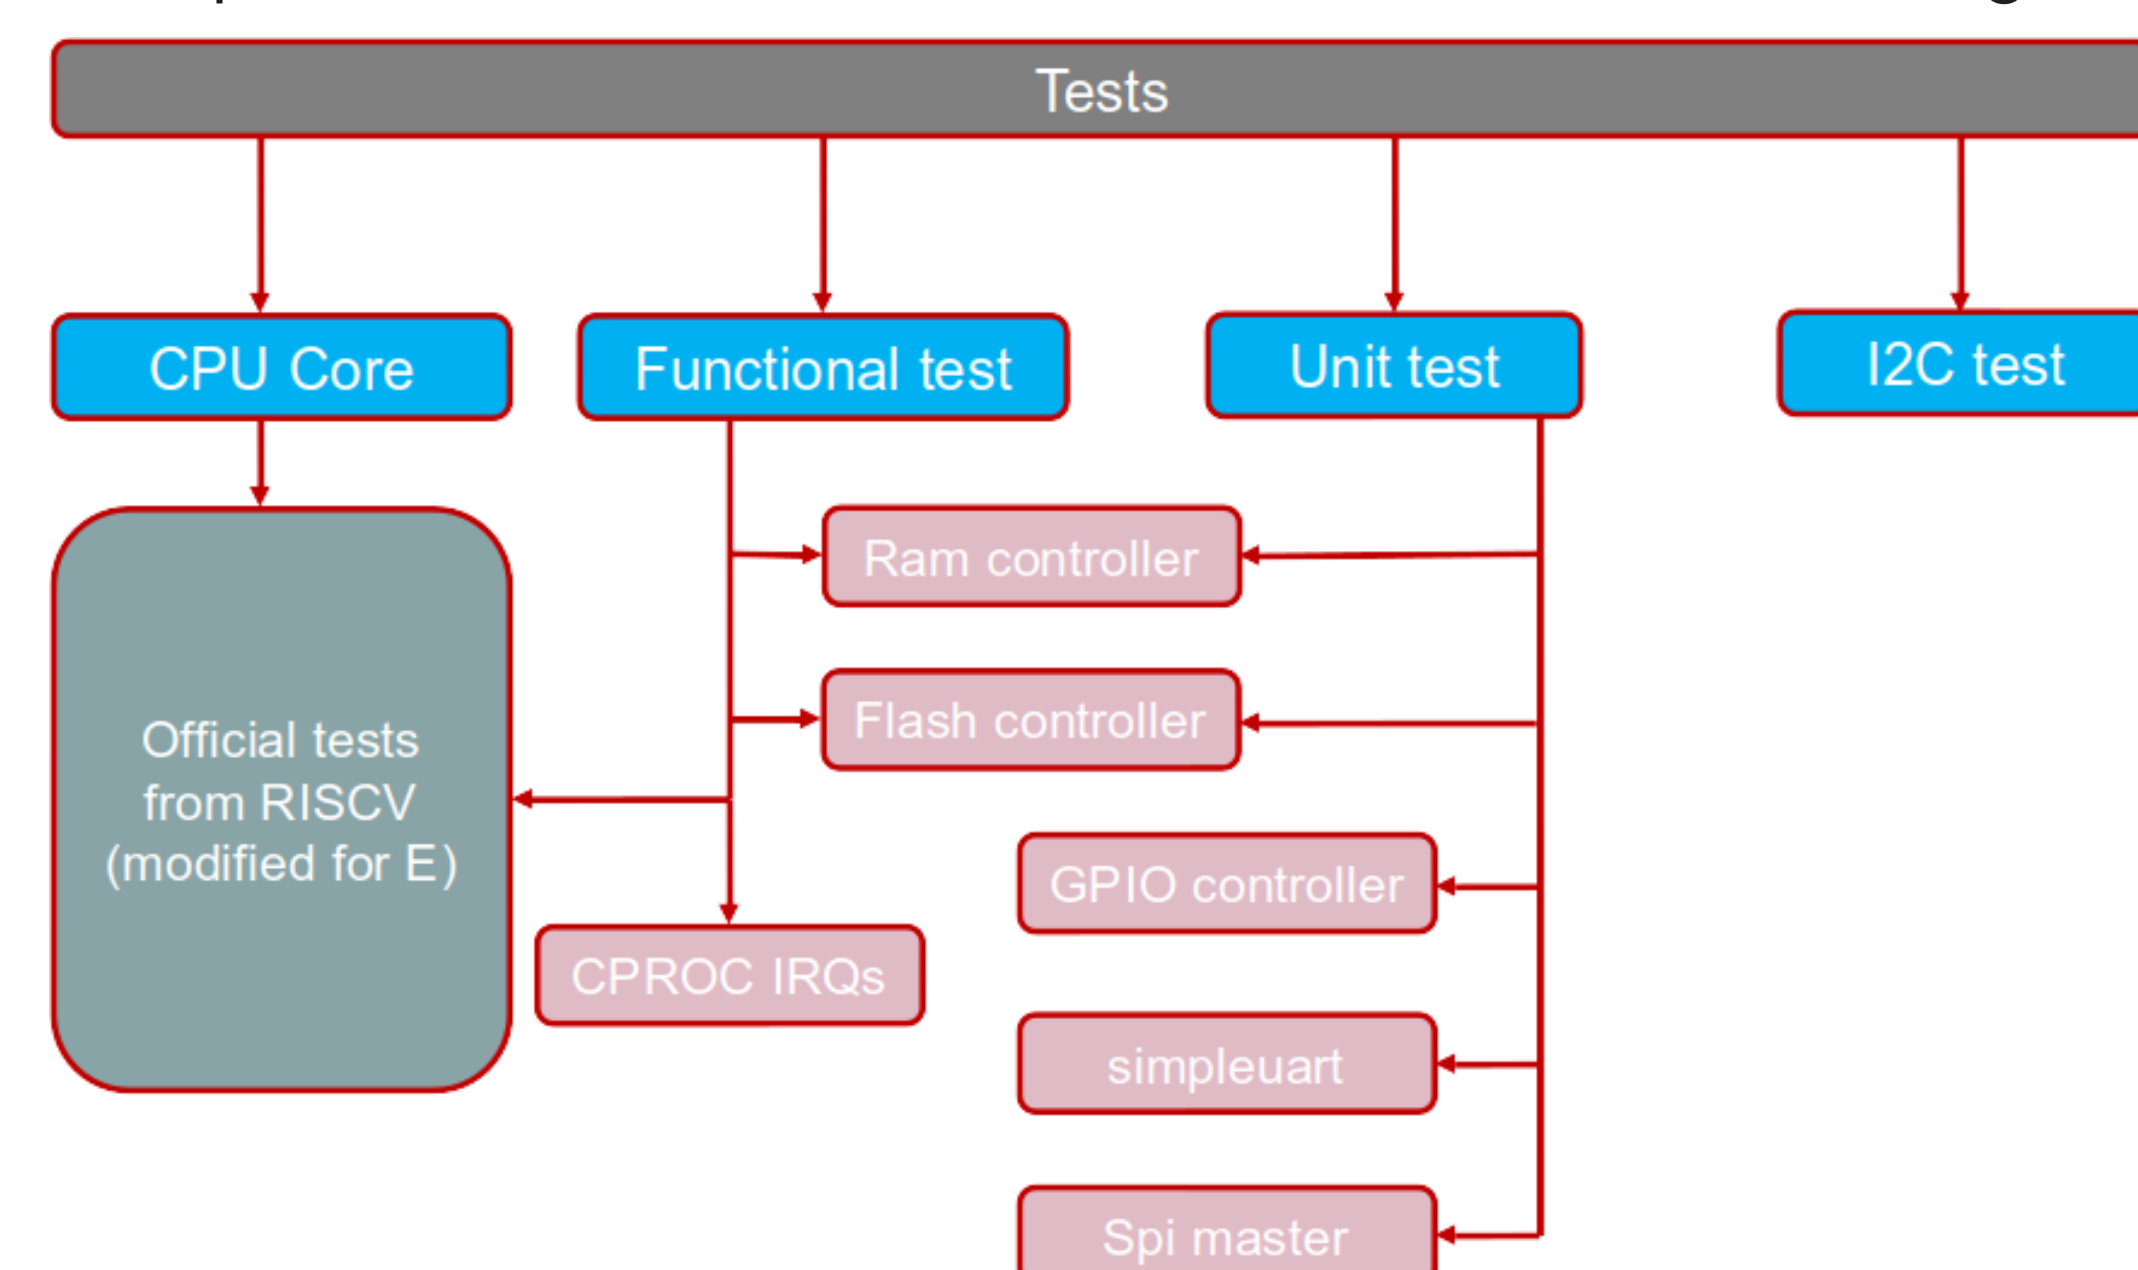 Tests
CPU Core
Functional test
Unit test
I2C test
Ram controller
Flash controller
Official tests
from RISCV
(modified for E)
GPIO controller
CPROC IRQs
simpleuart
Spi master